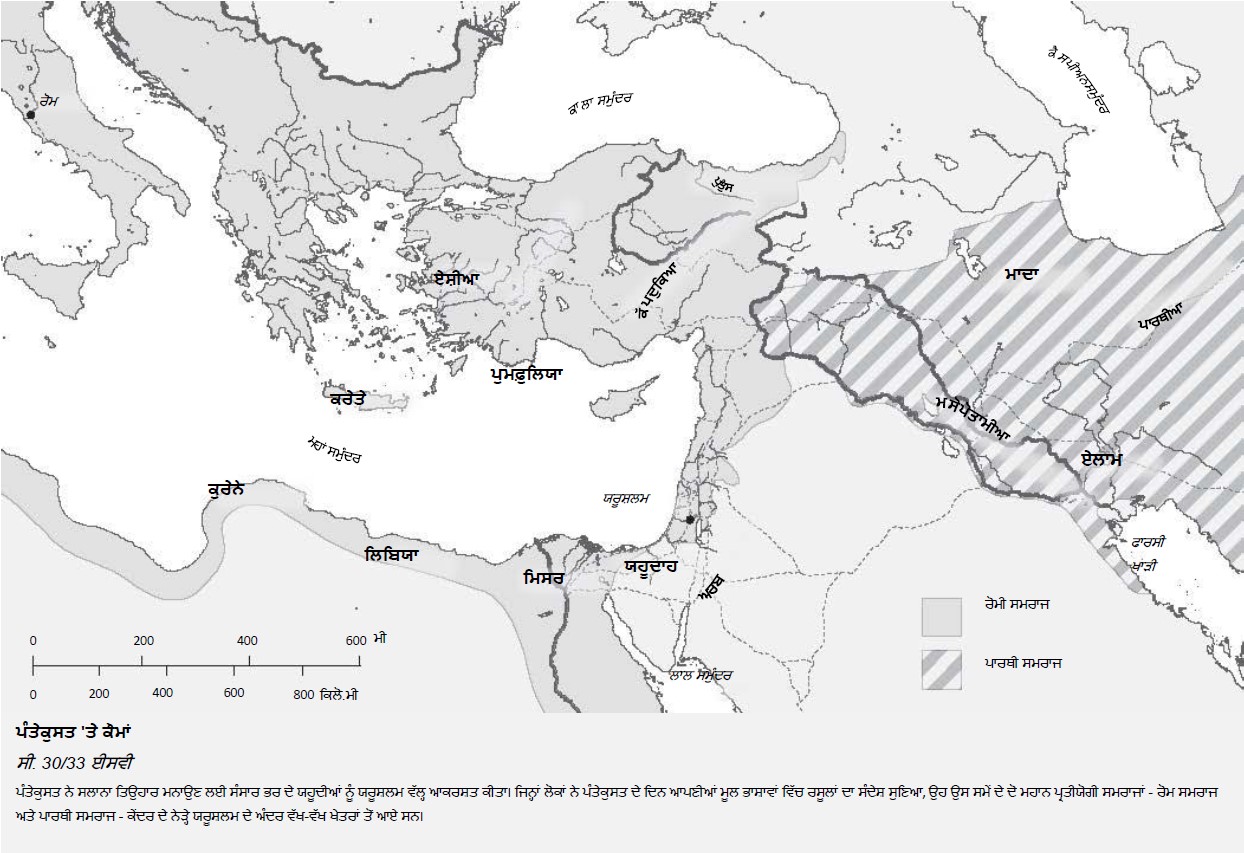 ਰੋਮ
ਕਾਲਾ ਸਮੁੰਦਰ
ਕੈਸਪੀਅਨਸਮੁੰਦਰ
ਪੁੰਤੁਸ
ਏਸ਼ੀਆ
ਕੈਪਦੁਕਿਯਾ
ਮਾਦਾ
ਪਾਰਥੀਆ
ਪੁਮਫ਼ੁਲਿਯਾ
ਕਰੇਤੇ
ਮਸੋਪੋਤਾਮੀਆ
ਮਹਾਂ ਸਮੁੰਦਰ
ਏਲਾਮ
ਕੁਰੇਨੇ
ਯਰੂਸ਼ਲਮ
ਲਿਬਿਯਾ
ਮਿਸਰ
ਯਹੂਦਾਹ
ਅਰਬ
ਫਾਰਸੀ
ਖਾੜੀ
ਰੋਮੀ ਸਮਰਾਜ
ਪਾਰਥੀ ਸਮਰਾਜ
ਲਾਲ ਸਮੁੰਦਰ
0 200 400 600 ਮੀ
0 200 400 600 800 ਕਿਲੋ.ਮੀ
ਪੰਤੇਕੁਸਤ 'ਤੇ ਕੌਮਾਂ
ਸੀ. 30/33 ਈਸਵੀ
ਪੰਤੇਕੁਸਤ ਨੇ ਸਲਾਨਾ ਤਿਉਹਾਰ ਮਨਾਉਣ ਲਈ ਸੰਸਾਰ ਭਰ ਦੇ ਯਹੂਦੀਆਂ ਨੂੰ ਯਰੂਸ਼ਲਮ ਵੱਲ੍ਹ ਆਕਰਸ਼ਤ ਕੀਤਾ। ਜਿਨ੍ਹਾਂ ਲੋਕਾਂ ਨੇ ਪੰਤੇਕੁਸਤ ਦੇ ਦਿਨ ਆਪਣੀਆਂ ਮੂਲ ਭਾਸ਼ਾਵਾਂ ਵਿੱਚ ਰਸੂਲਾਂ ਦਾ ਸੰਦੇਸ਼ ਸੁਣਿਆ, ਉਹ ਉਸ ਸਮੇਂ ਦੇ ਦੋ ਮਹਾਨ ਪ੍ਰਤੀਯੋਗੀ ਸਮਰਾਜਾਂ - ਰੋਮ ਸਮਰਾਜ
ਅਤੇ ਪਾਰਥੀ ਸਮਰਾਜ - ਕੇਂਦਰ ਦੇ ਨੇੜ੍ਹੇ ਯਰੂਸ਼ਲਮ ਦੇ ਅੰਦਰ ਵੱਖ-ਵੱਖ ਖੇਤਰਾਂ ਤੋਂ ਆਏ ਸਨ।